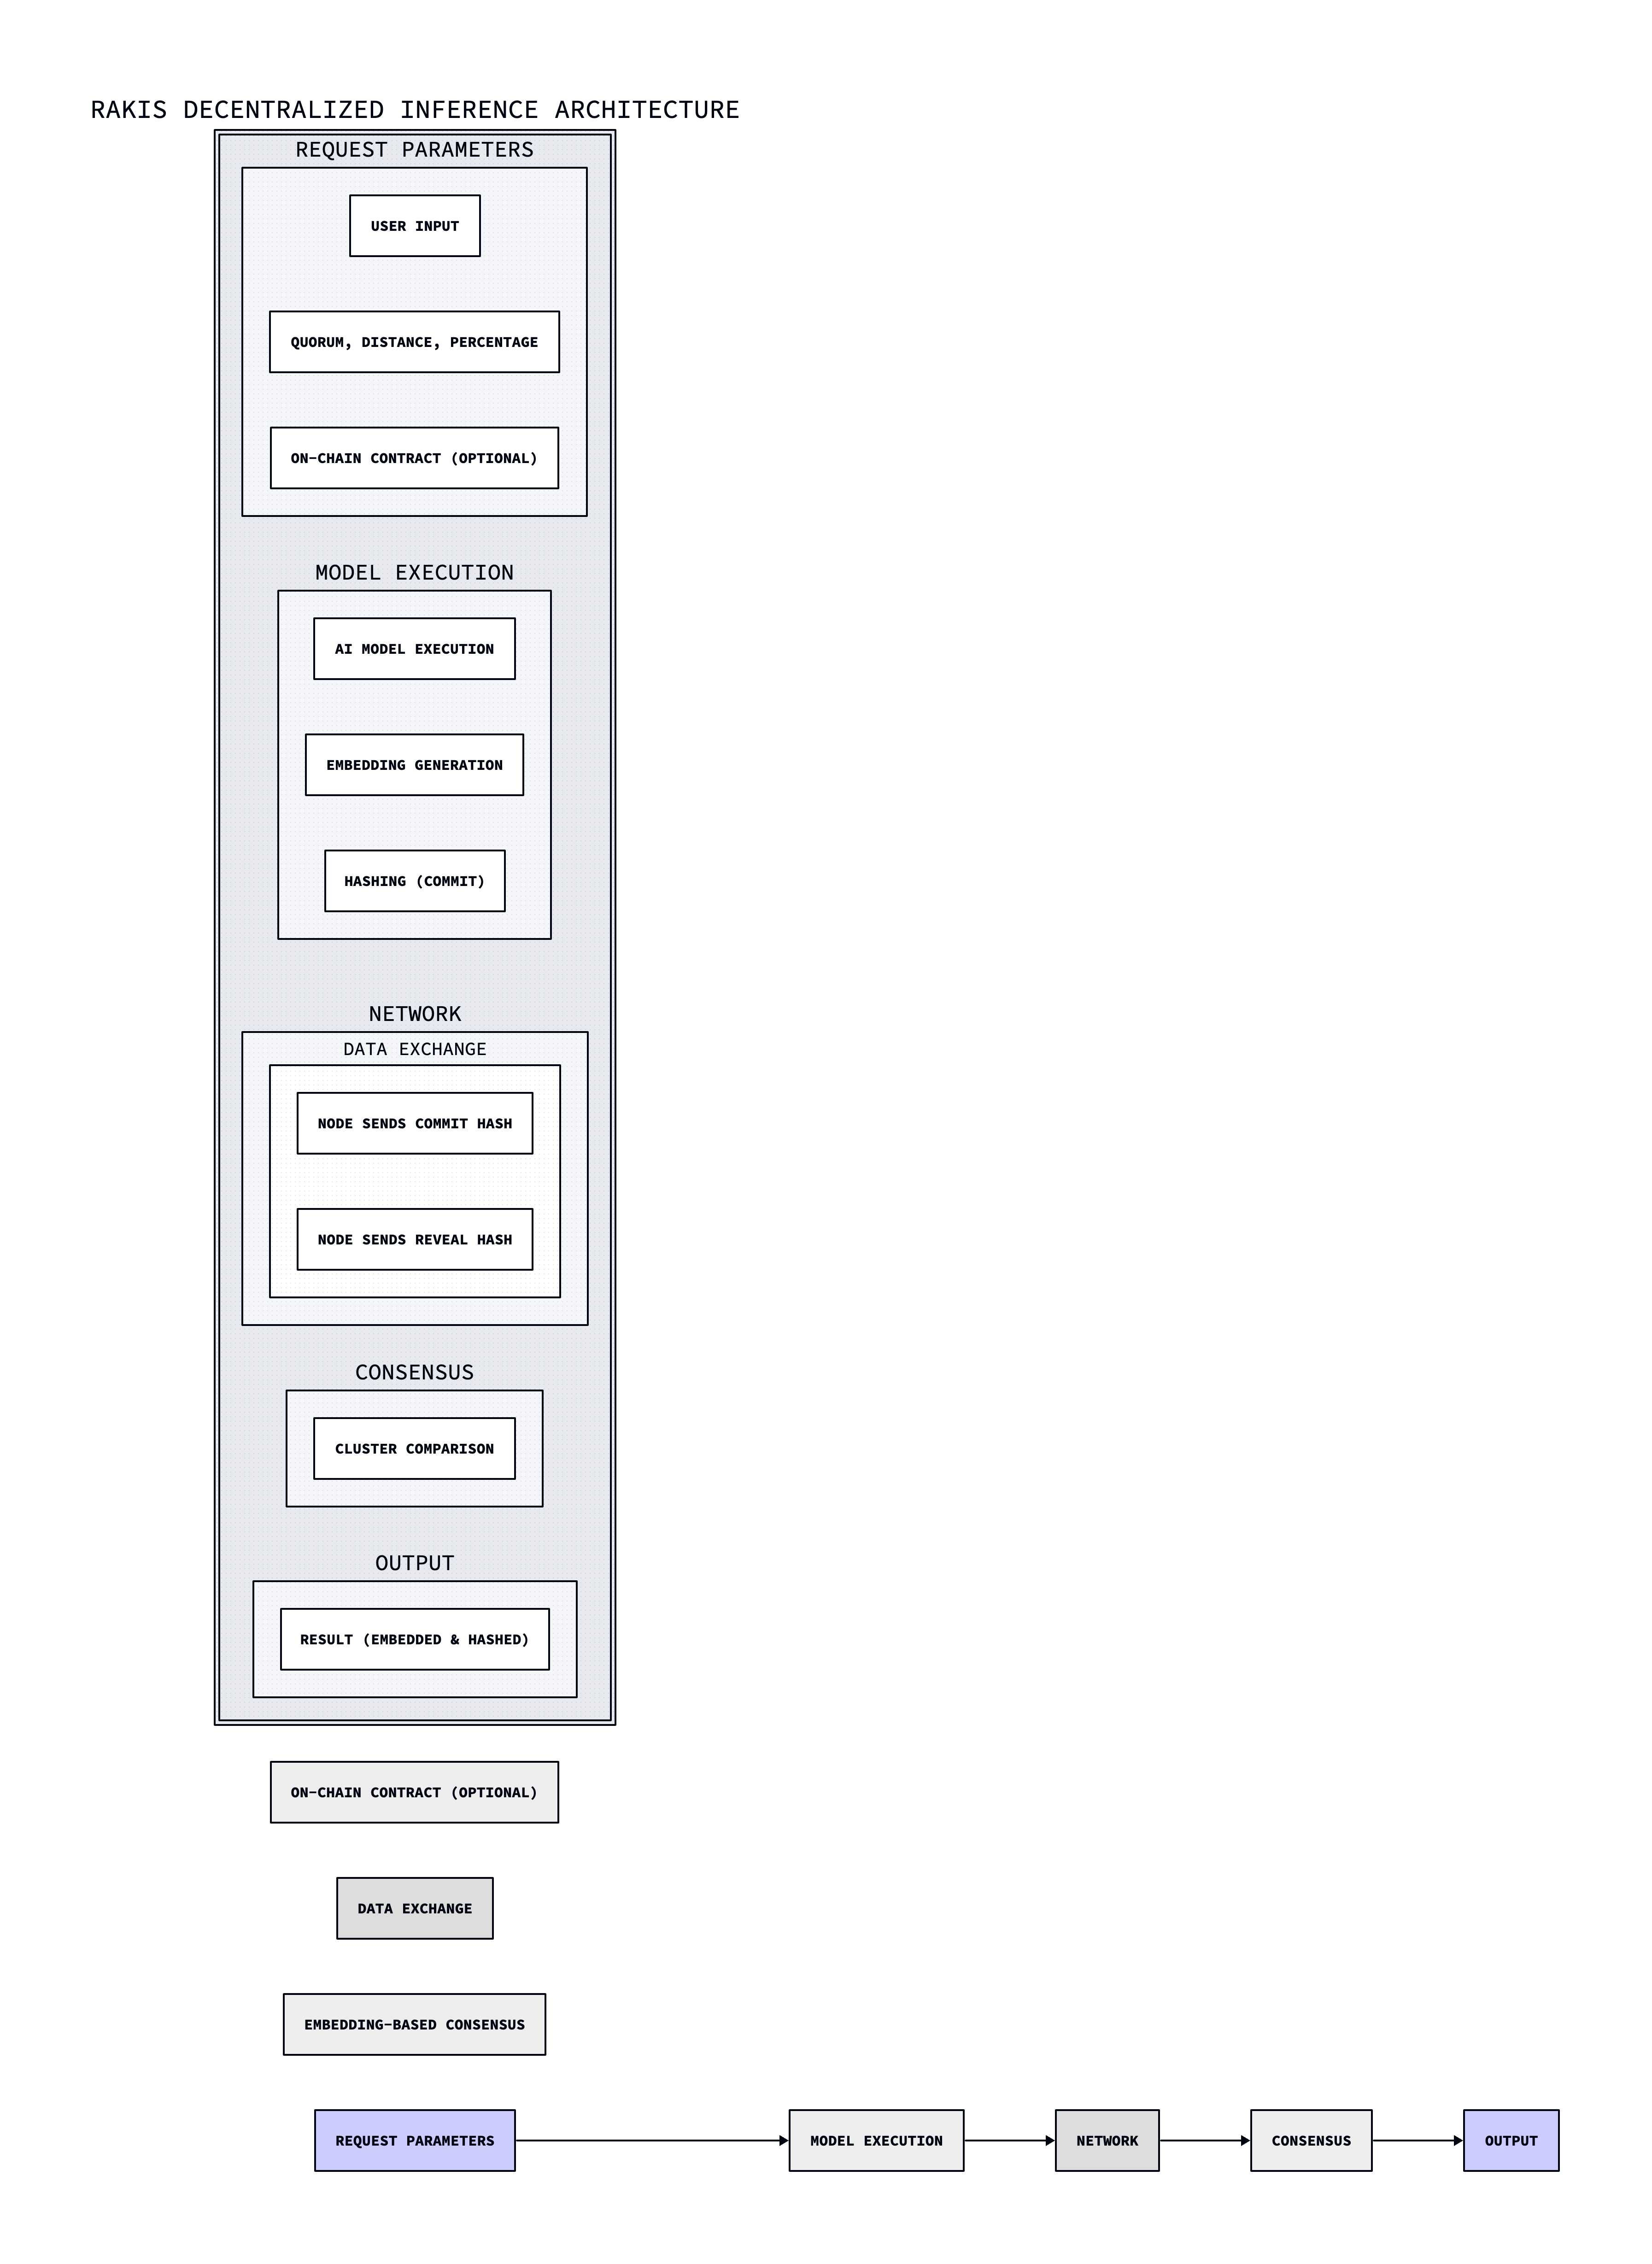 RAKIS DECENTRALIZED INFERENCE ARCHITECTURE
REQUEST PARAMETERS
USER INPUT
QUORUM, DISTANCE, PERCENTAGE
ON-CHAIN CONTRACT (OPTIONAL)
MODEL EXECUTION
AI MODEL EXECUTION
EMBEDDING GENERATION
HASHING (COMMIT)
NETWORK
DATA EXCHANGE
NODE SENDS COMMIT HASH
NODE SENDS REVEAL HASH
CONSENSUS
CLUSTER COMPARISON
OUTPUT
RESULT (EMBEDDED & HASHED)
ON-CHAIN CONTRACT (OPTIONAL)
DATA EXCHANGE
EMBEDDING-BASED CONSENSUS
REQUEST PARAMETERS
MODEL EXECUTION
NETWORK
CONSENSUS
OUTPUT